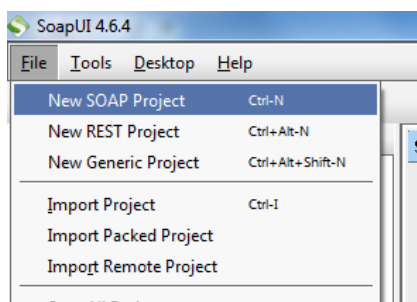 SoapUI 4.6.4
File Tools Desktop Help
New SOAP Project Ctrl-N
New REST Project Ctrl+Alt-N
New Generic Project Ctrl+Alt+Shift-N
Import Project Ctrl-I
Import Packed Project
Import Remote Project